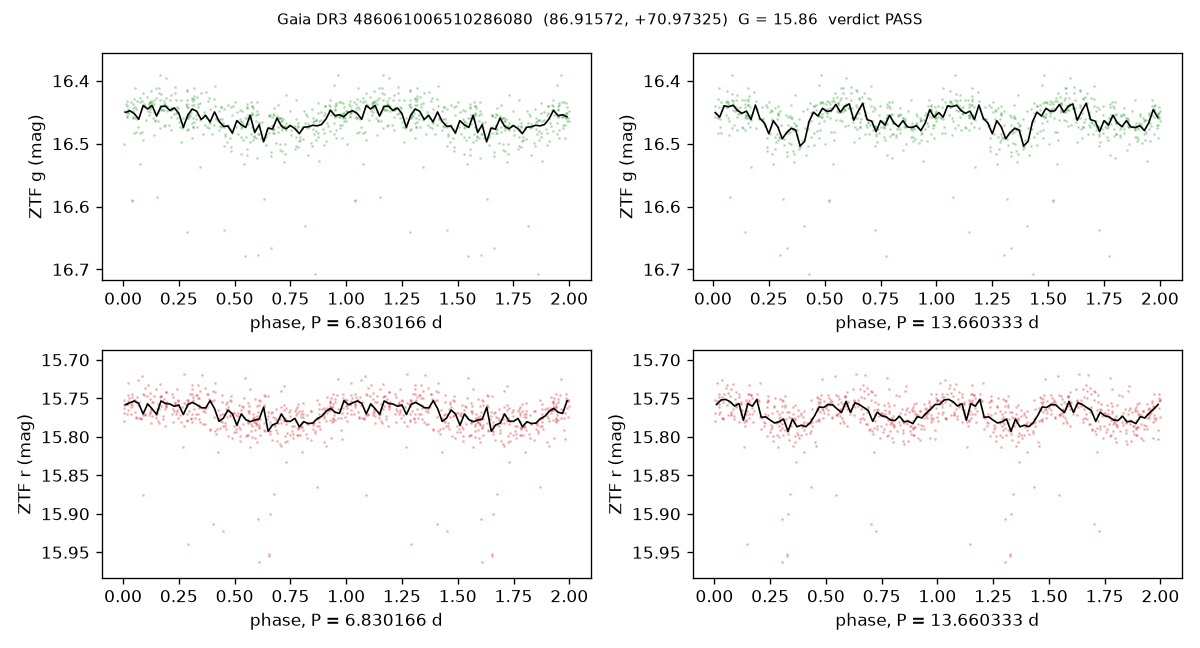 Gaia DR3 486061006510286080  (86.91572, +70.97325)  G = 15.86  verdict PASS
ZTF g (mag)
16.4
16.5
16.6
16.7
0.00 0.25 0.50 0.75 1.00 1.25 1.50 1.75 2.00
phase, P = 6.830166 d
ZTF g (mag)
16.4
16.5
16.6
16.7
0.00 0.25 0.50 0.75 1.00 1.25 1.50 1.75 2.00
phase, P = 13.660333 d
ZTF r (mag)
15.70
15.75
15.80
15.85
15.90
15.95
0.00 0.25 0.50 0.75 1.00 1.25 1.50 1.75 2.00
phase, P = 6.830166 d
ZTF r (mag)
15.70
15.75
15.80
15.85
15.90
15.95
0.00 0.25 0.50 0.75 1.00 1.25 1.50 1.75 2.00
phase, P = 13.660333 d